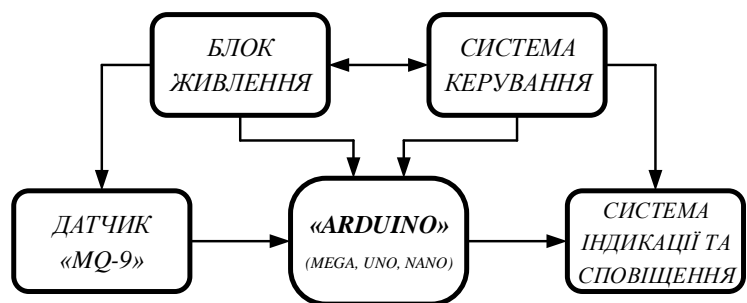 БЛОК
ЖИВЛЕННЯ
СИСТЕМА
КЕРУВАННЯ
ДАТЧИК
«MQ-9»
«ARDUINO»
(MEGA, UNO, NANO)
СИСТЕМА
ІНДИКАЦІЇ ТА
СПОВІЩЕННЯ